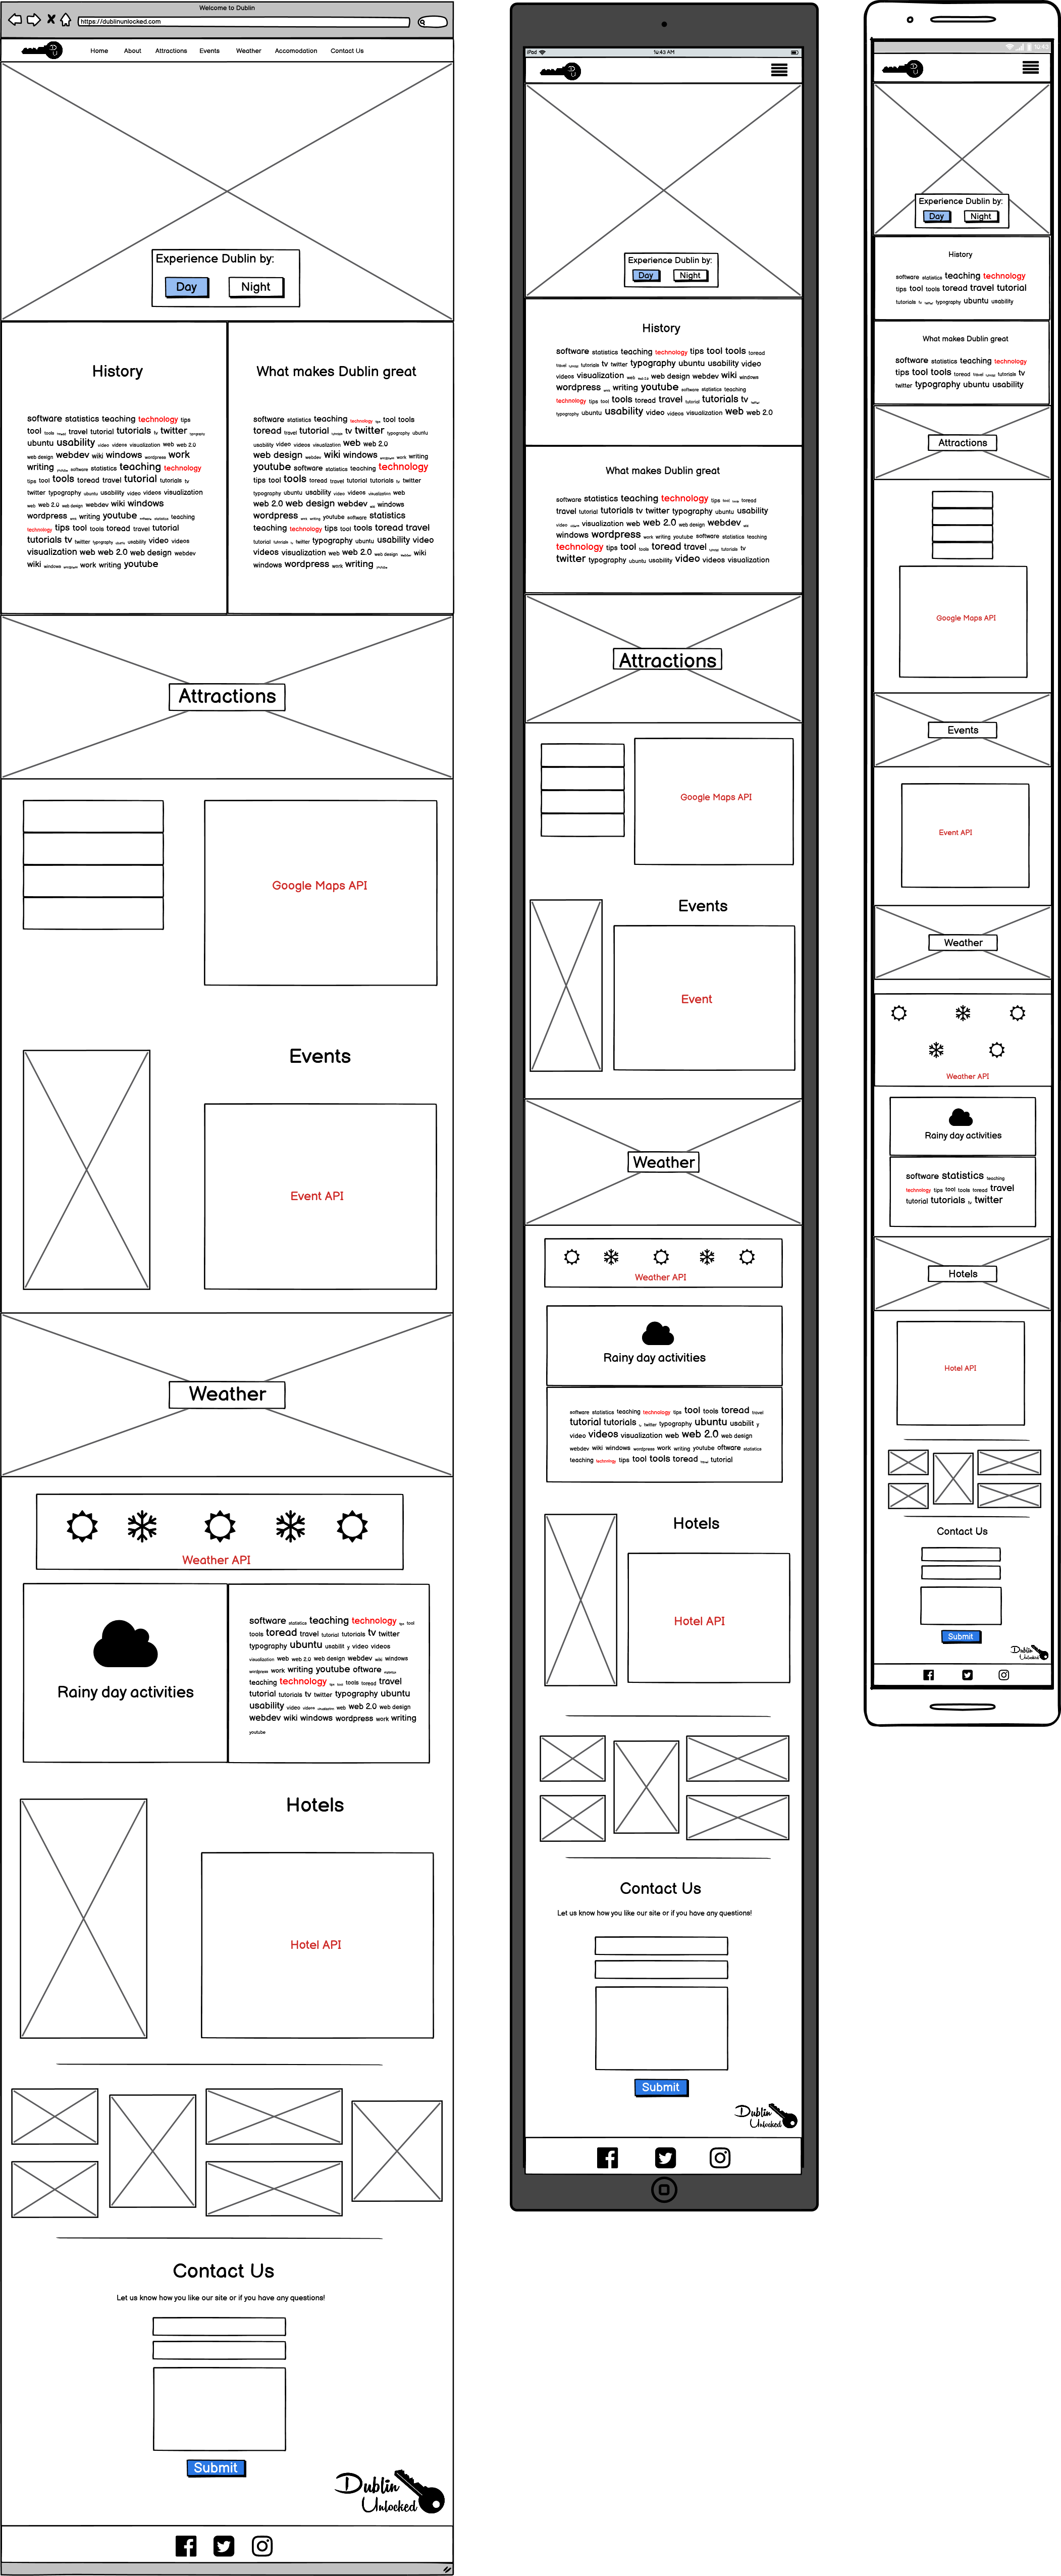 Welcome to Dublin
https://dublinunlocked.com
Home About Attractions Events Weather Accomodation Contact Us
Experience Dublin by:
Day Night
History
software statistics teaching technology tips
tool tools travel tutorial tutorials tv twitter
ubuntu usability video videos visualization web web 2.0
web design webdev wiki windows wordpress work
writing software statistics teaching technology
tips tool tools toread travel tutorial tutorials tv
twitter typography ubuntu usability video videos visualization
web web 2.0 web design webdev wiki windows
wordpress writing youtube software statistics teaching
technology tips tool tools toread travel tutorial
tutorials tv twitter typography usability video videos
visualization web web 2.0 web design webdev
wiki windows work writing youtube
What makes Dublin great
software statistics teaching technology tool tools
toread travel tutorial tv twitter typography ubuntu
usability video videos visualization web web 2.0
web design webdev wiki windows work writing
youtube software statistics teaching technology
tips tool tools toread travel tutorial tutorials tv twitter
typography ubuntu usability video videos visualization web
web 2.0 web design webdev wiki windows
wordpress work writing youtube software statistics
teaching technology tips tool tools toread travel
tutorial tutorials tv twitter typography ubuntu usability video
videos visualization web web 2.0 web design wiki
windows wordpress work writing
Attractions
Google Maps API
Events
Event API
Weather
Weather API
Rainy day activities
software statistics teaching technology tips tool
tools toread travel tutorial tutorials tv twitter
typography ubuntu usabilit y video videos
visualization web web 2.0 web design webdev wiki windows
wordpress work writing youtube oftware statistics
teaching technology tips tool tools toread travel
tutorial tutorials tv twitter typography ubuntu
usability video videos visualization web web 2.0 web design
webdev wiki windows wordpress work writing
youtube
Hotels
Hotel API
Contact Us
Let us know how you like our site or if you have any questions!
Submit
Dublin
Unlocked
iPad 10:43 AM
Experience Dublin by:
Day Night
History
software statistics teaching technology tips tool tools toread
travel tutorials tv twitter typography ubuntu usability video
videos visualization web web design webdev wiki windows
wordpress writing youtube software statistics teaching
technology tips tool tools toread travel tutorial tutorials tv
typography ubuntu usability video videos visualization web web 2.0
What makes Dublin great
software statistics teaching technology tips tool toread
travel tutorial tutorials tv twitter typography ubuntu usability
video visualization web web 2.0 web design webdev
windows wordpress work writing youtube software statistics teaching
technology tips tool tools toread travel tutorials tv
twitter typography ubuntu usability video videos visualization
Attractions
Google Maps API
Events
Event
Weather
Weather API
Rainy day activities
software statistics teaching technology tips tool tools toread travel
tutorial tutorials tv twitter typography ubuntu usabilit y
video videos visualization web web 2.0 web design
webdev wiki windows wordpress work writing youtube oftware statistics
teaching technology tips tool tools toread travel tutorial
Hotels
Hotel API
Contact Us
Let us know how you like our site or if you have any questions!
Submit
Dublin
Unlocked
Experience Dublin by:
Day Night
History
software statistics teaching technology
tips tool tools toread travel tutorial
tutorials tv twitter typography ubuntu usability
What makes Dublin great
software statistics teaching technology
tips tool tools toread travel tutorials tv
twitter typography ubuntu usability
Attractions
Google Maps API
Events
Event API
Weather
Weather API
Rainy day activities
software statistics teaching
technology tips tool tools toread travel
tutorial tutorials tv twitter
Hotels
Hotel API
Contact Us
Submit
Dublin
Unlocked